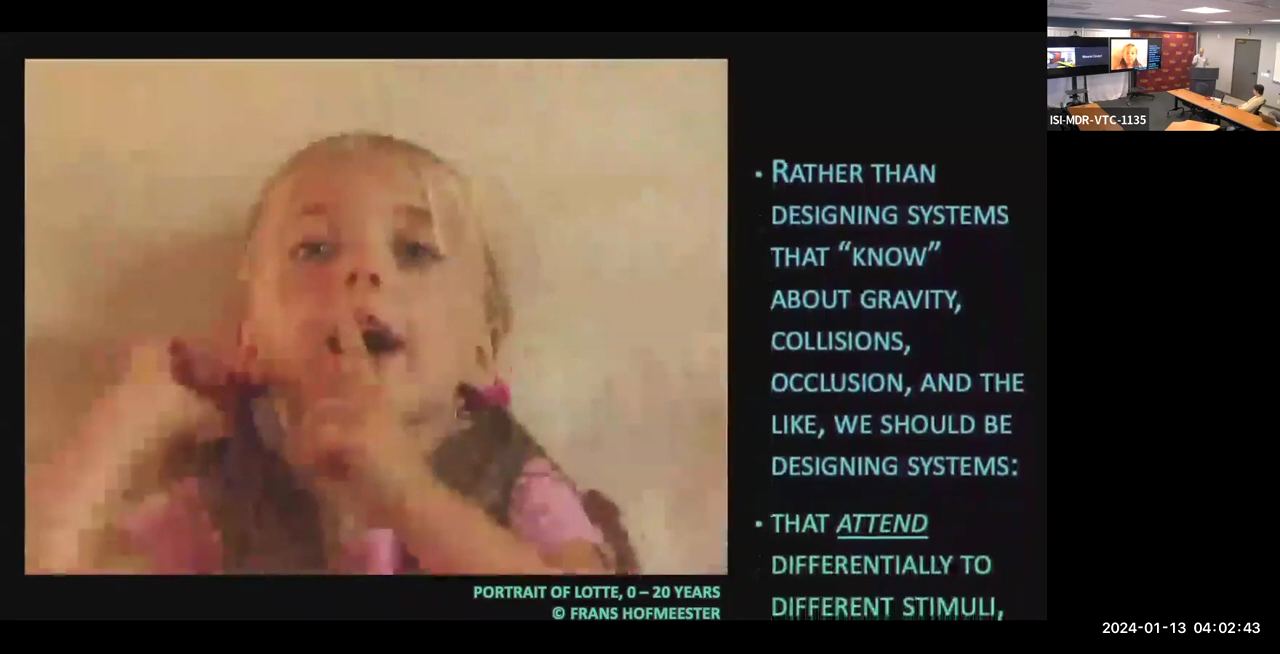 • RATHER THAN
DESIGNING SYSTEMS
THAT “KNOW”
ABOUT GRAVITY,
COLLISIONS,
OCCLUSION, AND THE
LIKE, WE SHOULD BE
DESIGNING SYSTEMS:
• THAT ATTEND
DIFFERENTIALLY TO
DIFFERENT STIMULI,
PORTRAIT OF LOTTE, 0 – 20 YEARS
© FRANS HOFMEESTER
ISI-MDR-VTC-1135
2024-01-13 04:02:43